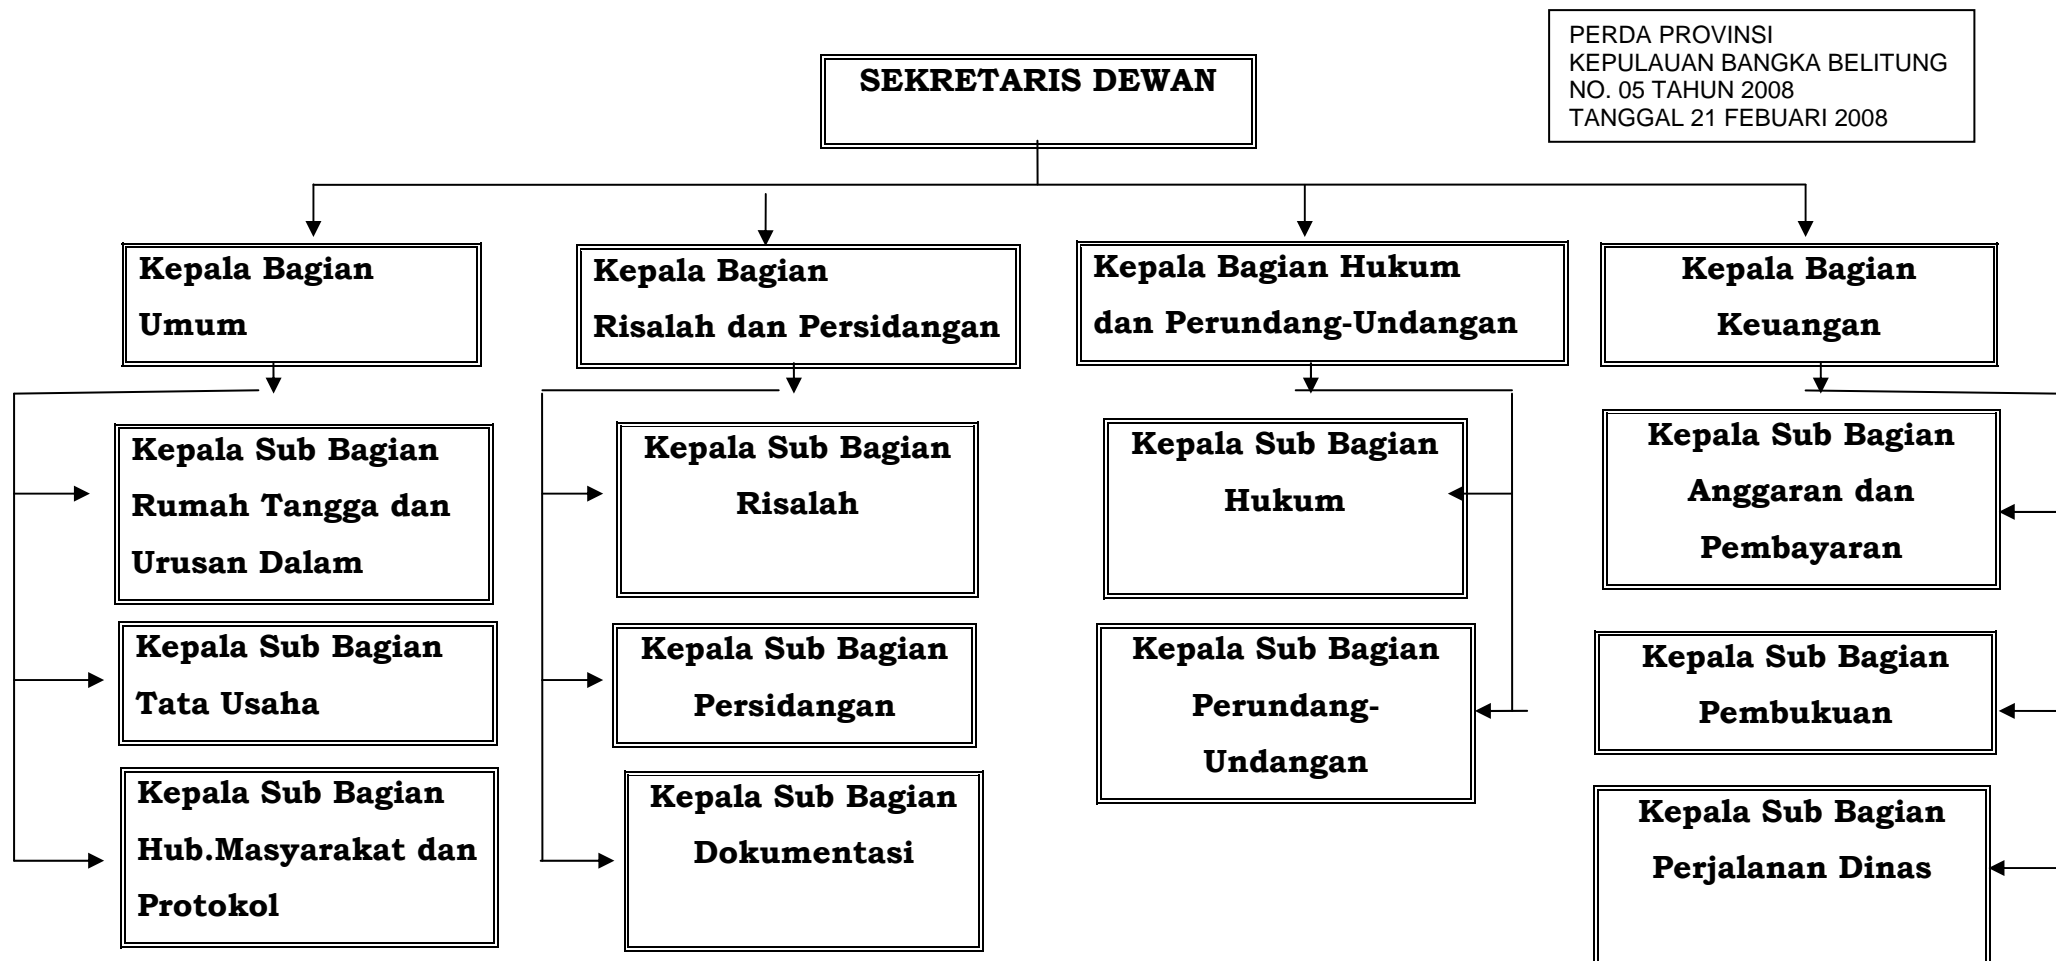 PERDA PROVINSI
KEPULAUAN BANGKA BELITUNG
NO. 05 TAHUN 2008
TANGGAL 21 FEBUARI 2008
SEKRETARIS DEWAN
Kepala Bagian
Umum
Kepala Bagian
Risalah dan Persidangan
Kepala Bagian Hukum
dan Perundang-Undangan
Kepala Bagian
Keuangan
Kepala Sub Bagian
Rumah Tangga dan
Urusan Dalam
Kepala Sub Bagian
Risalah
Kepala Sub Bagian
Hukum
Kepala Sub Bagian
Anggaran dan
Pembayaran
Kepala Sub Bagian
Tata Usaha
Kepala Sub Bagian
Persidangan
Kepala Sub Bagian
Perundang-
Undangan
Kepala Sub Bagian
Pembukuan
Kepala Sub Bagian
Hub.Masyarakat dan
Protokol
Kepala Sub Bagian
Dokumentasi
Kepala Sub Bagian
Perjalanan Dinas